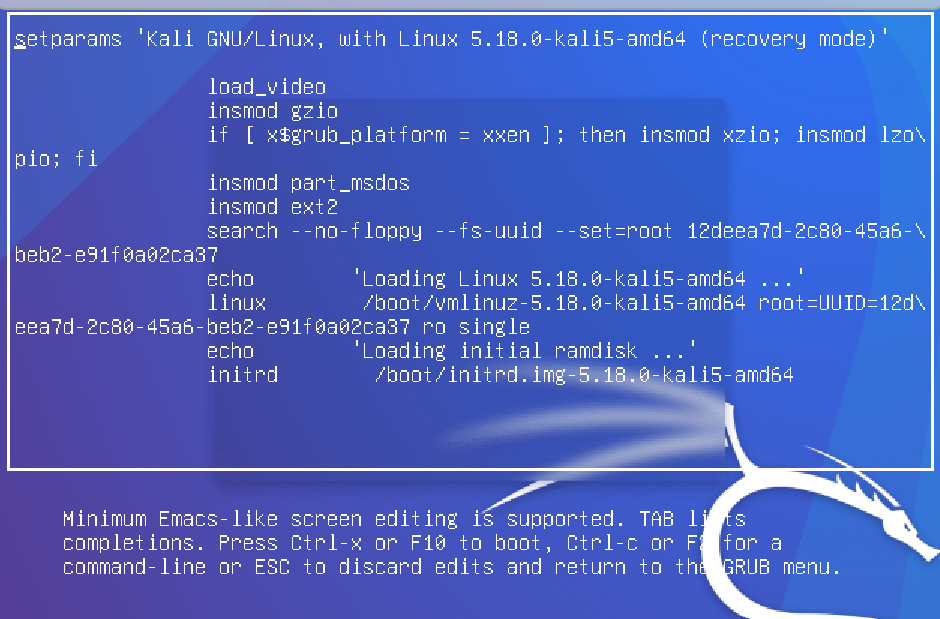 setparams 'Kali GNU/Linux, with Linux 5.18.0-kali5-amd64 (recovery mode)'
load_video
insmod gzio
if [ x$grub_platform = xxen ]; then insmod xzio; insmod lzo\
pio; fi
insmod part_msdos
insmod ext2
search --no-floppy --fs-uuid --set=root 12deea7d-2c80-45a6-\
beb2-e91f0a02ca37
echo 'Loading Linux 5.18.0-kali5-amd64 ...'
linux /boot/vmlinuz-5.18.0-kali5-amd64 root=UUID=12d\
eea7d-2c80-45a6-beb2-e91f0a02ca37 ro single
echo 'Loading initial ramdisk ...'
initrd /boot/initrd.img-5.18.0-kali5-amd64
Minimum Emacs-like screen editing is supported. TAB lists
completions. Press Ctrl-x or F10 to boot, Ctrl-c or F2 for a
command-line or ESC to discard edits and return to the GRUB menu.